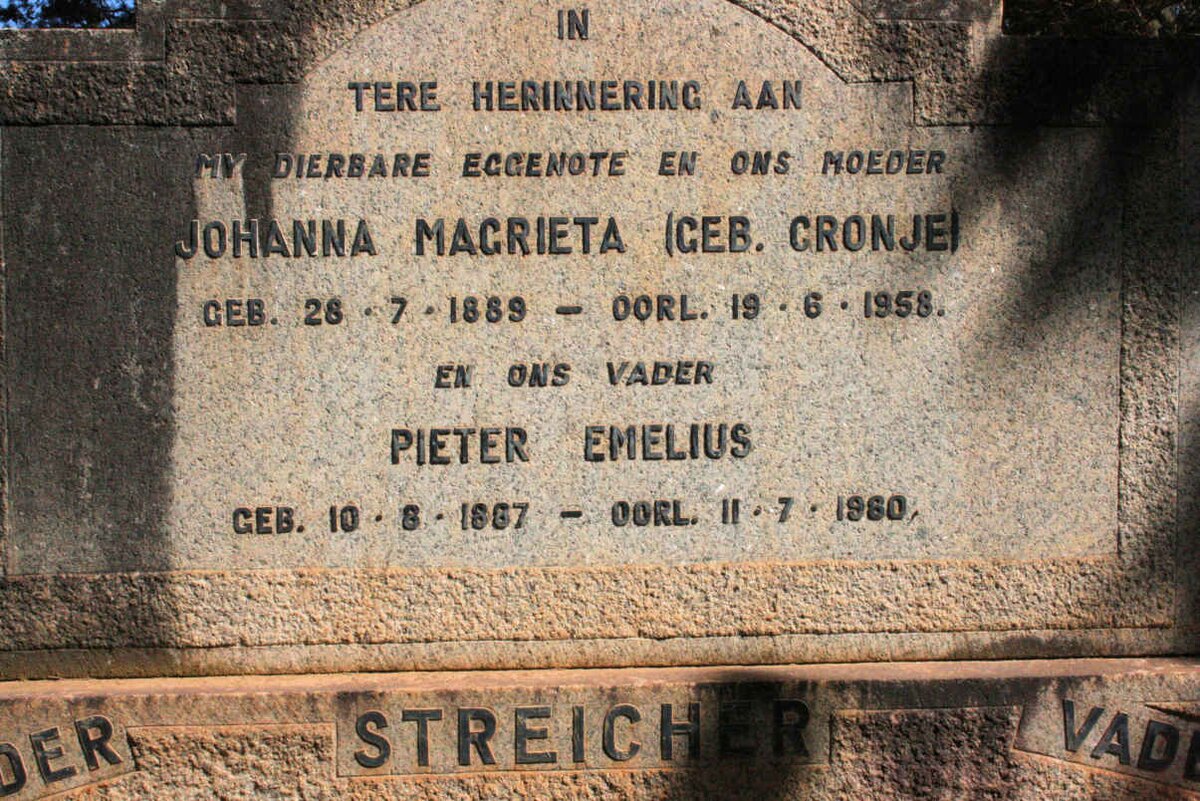 IN
TERE HERINNERING AAN
MY DIERBARE EGGENOTE EN ONS MOEDER
JOHANNA MAGRIETA (GEB. CRONJE)
GEB. 28 · 7 · 1889 – OORL. 19 · 6 · 1958.
EN ONS VADER
PIETER EMELIUS
GEB. 10 · 8 · 1887 – OORL. 11 · 7 · 1980.
DER STREICHER VADE